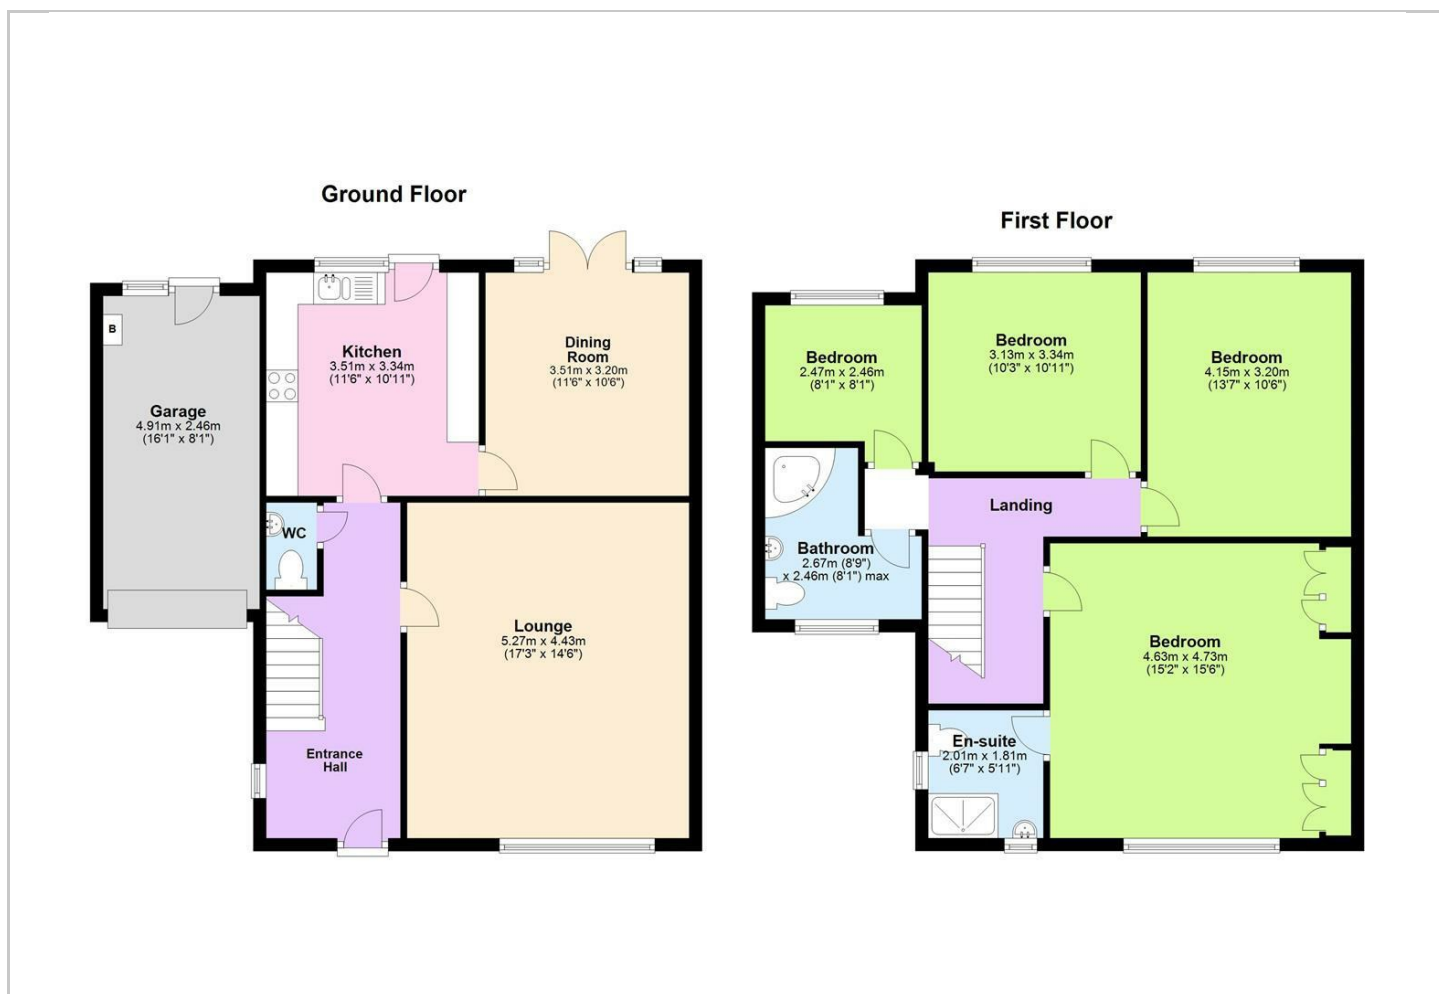 Ground Floor
Kitchen
3.51m x 3.34m
(11'6" x 10'11")
Dining
Room
3.51m x 3.20m
(11'6" x 10'6")
B
Garage
4.91m x 2.46m
(16'1" x 8'1")
WC
Lounge
5.27m x 4.43m
(17'3" x 14'6")
Entrance
Hall
First Floor
Bedroom
2.47m x 2.46m
(8'1" x 8'1")
Bedroom
3.13m x 3.34m
(10'3" x 10'11")
Bedroom
4.15m x 3.20m
(13'7" x 10'6")
Landing
Bathroom
2.67m (8'9")
x 2.46m (8'1") max
Bedroom
4.63m x 4.73m
(15'2" x 15'6")
En-suite
2.01m x 1.81m
(6'7" x 5'11")